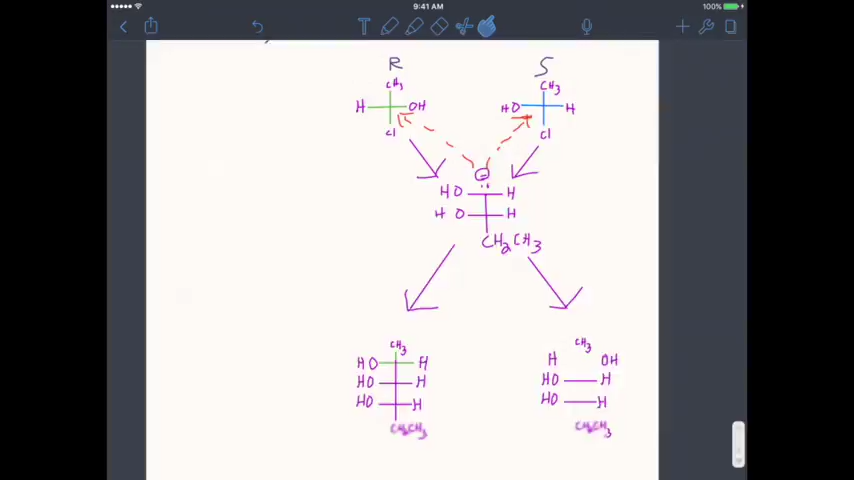 9:41 AM
100%
T
R
S
CH3
CH3
H OH
HO H
Cl
Cl
⊖
HO H
HO H
CH2CH3
CH3
CH3
HO H
H OH
HO H
HO H
HO H
HO H
CH2CH3
CH2CH3